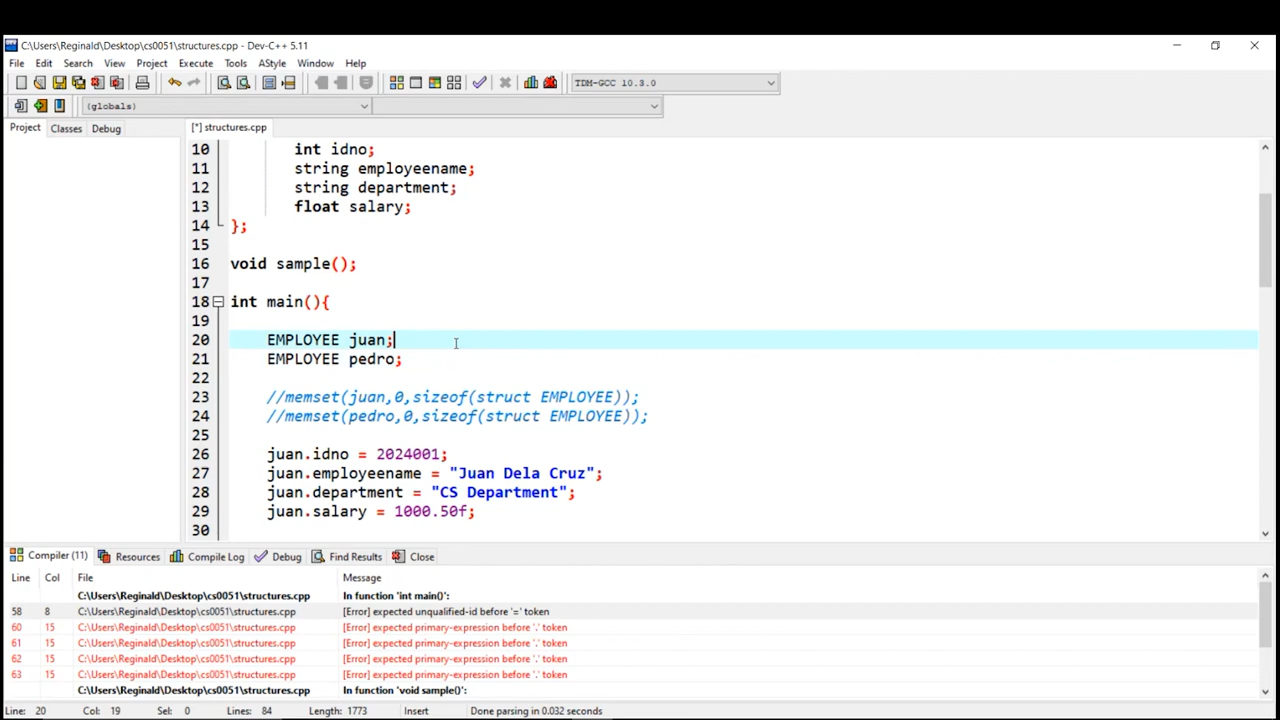 C:\Users\Reginald\Desktop\cs0051\structures.cpp - Dev-C++ 5.11
File Edit Search View Project Execute Tools AStyle Window Help
TDM-GCC 10.3.0
(globals)
Project Classes Debug [*] structures.cpp
10 int idno;
11 string employeename;
12 string department;
13 float salary;
14 };
15
16 void sample();
17
18 int main(){
19
20 EMPLOYEE juan;
21 EMPLOYEE pedro;
22
23 //memset(juan,0,sizeof(struct EMPLOYEE));
24 //memset(pedro,0,sizeof(struct EMPLOYEE));
25
26 juan.idno = 2024001;
27 juan.employeename = "Juan Dela Cruz";
28 juan.department = "CS Department";
29 juan.salary = 1000.50f;
30
Compiler (11) Resources Compile Log Debug Find Results Close
Line Col File Message
C:\Users\Reginald\Desktop\cs0051\structures.cpp In function 'int main()':
58 8 C:\Users\Reginald\Desktop\cs0051\structures.cpp [Error] expected unqualified-id before '=' token
60 15 C:\Users\Reginald\Desktop\cs0051\structures.cpp [Error] expected primary-expression before '.' token
61 15 C:\Users\Reginald\Desktop\cs0051\structures.cpp [Error] expected primary-expression before '.' token
62 15 C:\Users\Reginald\Desktop\cs0051\structures.cpp [Error] expected primary-expression before '.' token
63 15 C:\Users\Reginald\Desktop\cs0051\structures.cpp [Error] expected primary-expression before '.' token
C:\Users\Reginald\Desktop\cs0051\structures.cpp In function 'void sample()':
Line: 20 Col: 19 Sel: 0 Lines: 84 Length: 1773 Insert Done parsing in 0.032 seconds